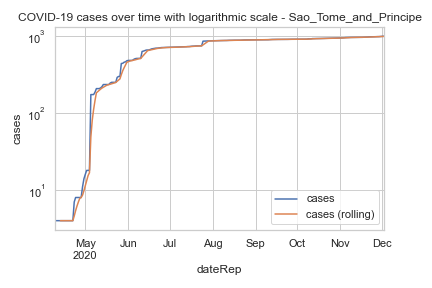 COVID-19 cases over time with logarithmic scale - Sao_Tome_and_Principe
cases
10³
10²
10¹
cases
cases (rolling)
May Jun Jul Aug Sep Oct Nov Dec
2020
dateRep